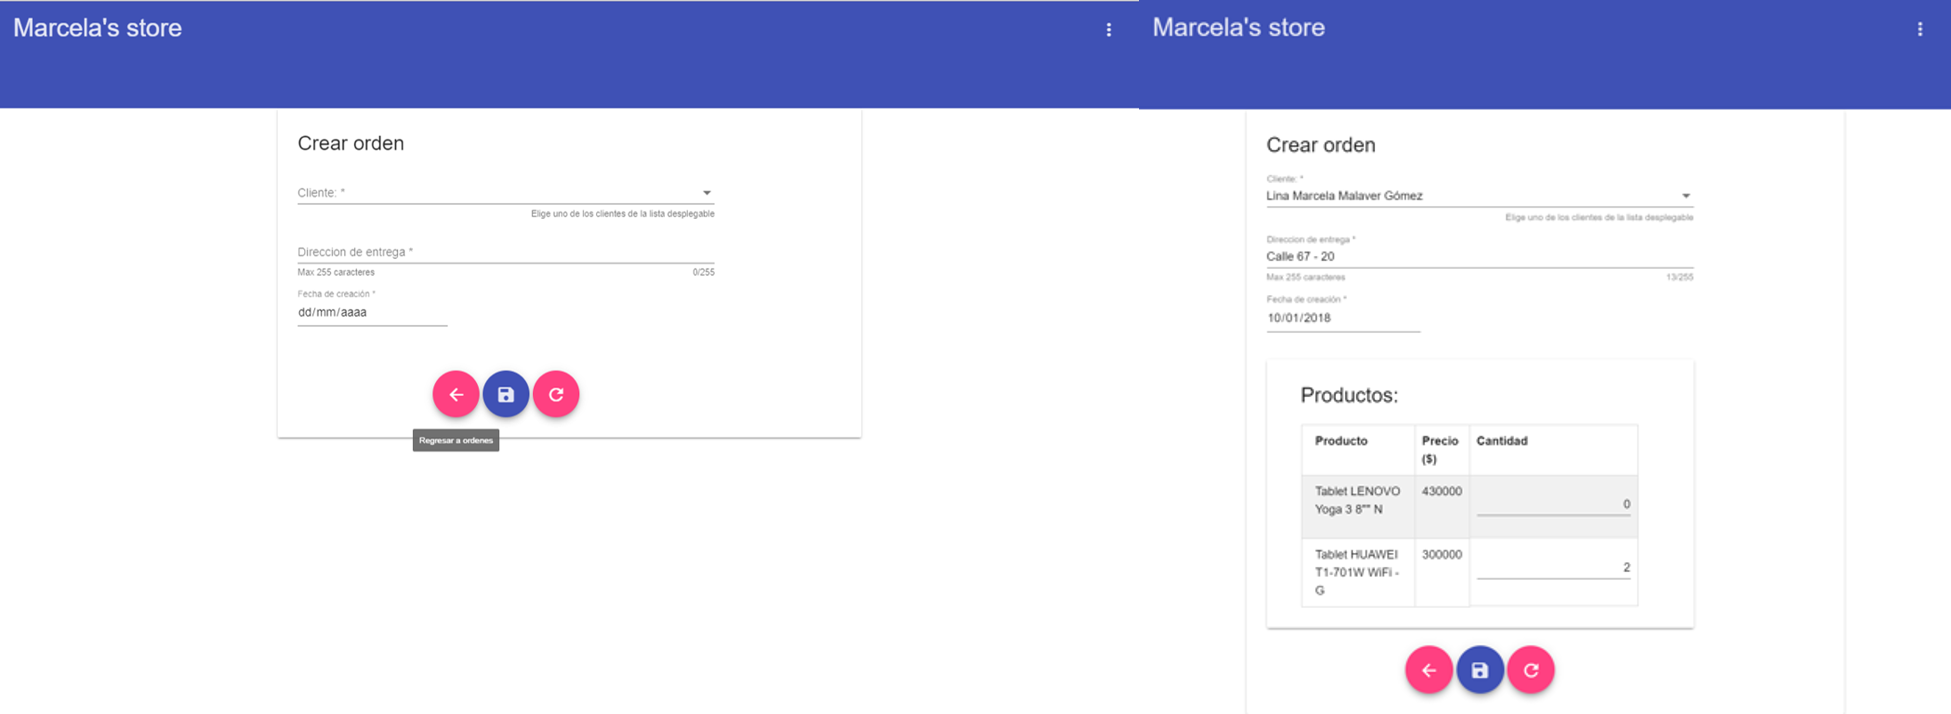 Marcela's store
Crear orden
Cliente: *
Elige uno de los clientes de la lista desplegable
Direccion de entrega *
Max 255 caracteres 0/255
Fecha de creación *
dd/mm/aaaa
Regresar a ordenes
Marcela's store
Crear orden
Cliente: *
Lina Marcela Malaver Gómez
Elige uno de los clientes de la lista desplegable
Direccion de entrega *
Calle 67 - 20
Max 255 caracteres 13/255
Fecha de creación *
10/01/2018
Productos:
Producto Precio Cantidad
($)
Tablet LENOVO 430000
Yoga 3 8"" N 0
Tablet HUAWEI 300000
T1-701W WiFi - 2
G